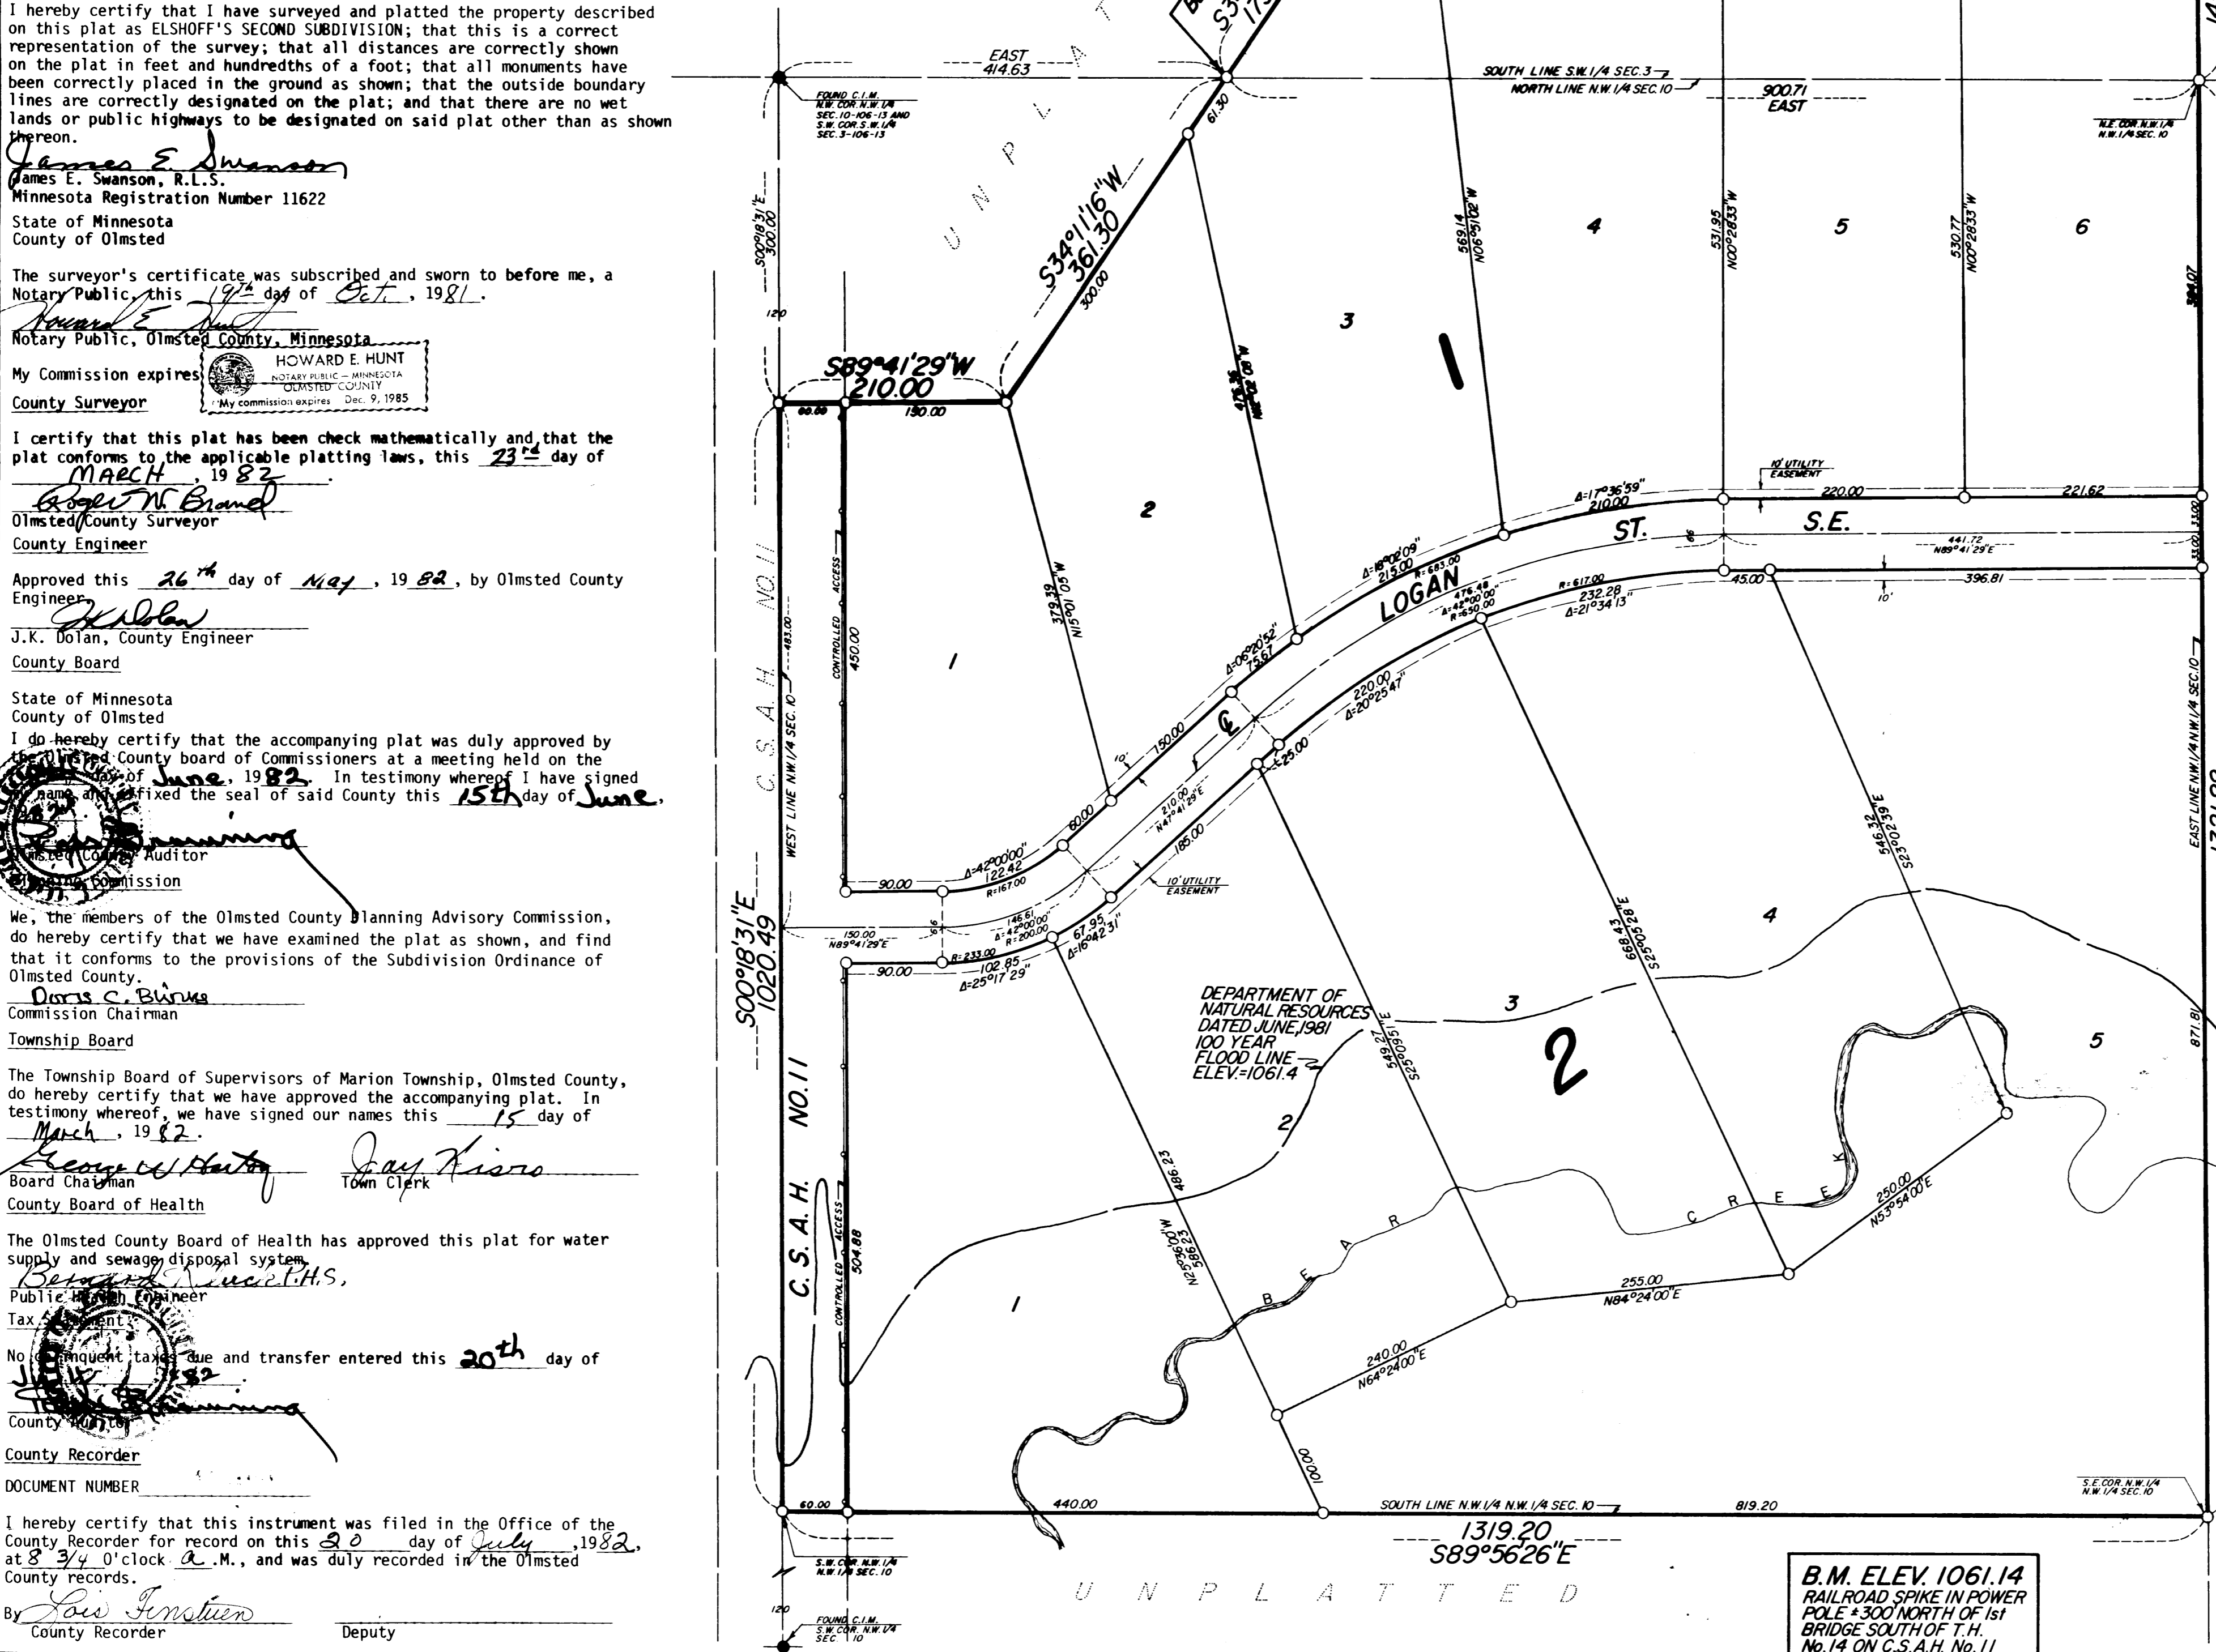 I hereby certify that I have surveyed and platted the property described
on this plat as ELSHOFF'S SECOND SUBDIVISION; that this is a correct
representation of the survey; that all distances are correctly shown
on the plat in feet and hundredths of a foot; that all monuments have
been correctly placed in the ground as shown; that the outside boundary
lines are correctly designated on the plat; and that there are no wet
lands or public highways to be designated on said plat other than as shown
thereon.
James E. Swanson
James E. Swanson, R.L.S.
Minnesota Registration Number 11622
State of Minnesota
County of Olmsted
The surveyor's certificate was subscribed and sworn to before me, a
Notary Public, this 19th day of Oct., 1981.
Howard E Hunt
Notary Public, Olmsted County, Minnesota
My Commission expires
HOWARD E. HUNT
NOTARY PUBLIC — MINNESOTA
OLMSTED COUNTY
My commission expires Dec. 9, 1985
County Surveyor
I certify that this plat has been check mathematically and that the
plat conforms to the applicable platting laws, this 23rd day of
MARCH, 1982.
Roger W. Brand
Olmsted County Surveyor
County Engineer
Approved this 26th day of May, 1982, by Olmsted County
Engineer.
JK Dolan
J.K. Dolan, County Engineer
County Board
State of Minnesota
County of Olmsted
I do hereby certify that the accompanying plat was duly approved by
the Olmsted County board of Commissioners at a meeting held on the
day of June, 1982. In testimony whereof I have signed
my name and affixed the seal of said County this 15th day of June,
1982.
Olmsted County Auditor
Planning Commission
We, the members of the Olmsted County Planning Advisory Commission,
do hereby certify that we have examined the plat as shown, and find
that it conforms to the provisions of the Subdivision Ordinance of
Olmsted County.
Doris C.
Commission Chairman
Township Board
The Township Board of Supervisors of Marion Township, Olmsted County,
do hereby certify that we have approved the accompanying plat. In
testimony whereof, we have signed our names this 15 day of
March, 1982.
George W
Jay
Board Chairman
Town Clerk
County Board of Health
The Olmsted County Board of Health has approved this plat for water
supply and sewage disposal system.
P.H.S.
Public Health Engineer
Tax Statement
No delinquent taxes due and transfer entered this 20th day of
82.
County Auditor
County Recorder
DOCUMENT NUMBER
I hereby certify that this instrument was filed in the Office of the
County Recorder for record on this 20 day of July, 1982,
at 8 3/4 O'clock a.M., and was duly recorded in the Olmsted
County records.
By Lois
County Recorder
Deputy
UNPLAT
EAST
414.63
FOUND C.I.M.
N.W. COR. N.W. 1/4
SEC. 10-106-13 AND
S.W. COR. S.W. 1/4
SEC. 3-106-13
61.30
SOUTH LINE S.W. 1/4 SEC. 3
NORTH LINE N.W. 1/4 SEC. 10
900.71
EAST
N.E. COR. N.W. 1/4
N.W. 1/4 SEC. 10
S00°18'31"E
300.00
120
S34°11'16"W
361.30
300.00
S89°41'29"W
210.00
60.00
150.00
476.36
N12°02'08"W
569.14
N06°51'02"W
531.95
N00°28'33"W
530.77
N00°28'33"W
384.07
1
2
3
4
5
6
1
379.39
N15°01'05"W
C. S. A. H. NO. 11
WEST LINE N.W. 1/4 SEC. 10
483.00
CONTROLLED ACCESS
450.00
Δ=17°36'59"
210.00
10' UTILITY
EASEMENT
220.00
221.62
33.00 33.00
LOGAN ST. S.E.
66
441.72
N89°41'29"E
45.00
396.81
10'
Δ=18°02'09"
215.00
R=683.00
476.48
Δ=42°00'00"
R=650.00
R=617.00
232.28
Δ=21°34'13"
Δ=06°20'52"
75.67
150.00
10'
℄
220.00
Δ=20°25'47"
25.00
60.00
210.00
N47°41'29"E
185.00
10' UTILITY
EASEMENT
Δ=42°00'00"
122.42
R=167.00
90.00
150.00
N89°41'29"E
66
146.61
Δ=42°00'00"
R=200.00
67.95
Δ=16°42'31"
90.00
R=233.00
102.85
Δ=25°17'29"
S00°18'31"E
1020.49
546.32
S23°02'39"E
668.43
S25°05'28"E
549.27
S25°09'51"E
486.23
N25°36'00"W
586.23
EAST LINE N.W. 1/4 N.W. 1/4 SEC. 10
871.81
DEPARTMENT OF
NATURAL RESOURCES
DATED JUNE, 1981
100 YEAR
FLOOD LINE
ELEV.=1061.4
1
2
3
4
5
2
BEAR CREEK
C. S. A. H. NO. 11
CONTROLLED ACCESS
504.88
250.00
N53°54'00"E
255.00
N84°24'00"E
240.00
N64°24'00"E
100.00
60.00
440.00
SOUTH LINE N.W. 1/4 N.W. 1/4 SEC. 10
819.20
1319.20
S89°56'26"E
S.E. COR. N.W. 1/4
N.W. 1/4 SEC. 10
S.W. COR. N.W. 1/4
N.W. 1/4 SEC. 10
120
FOUND C.I.M.
S.W. COR. N.W. 1/4
SEC. 10
UNPLATTED
B.M. ELEV. 1061.14
RAILROAD SPIKE IN POWER
POLE ±300' NORTH OF 1st
BRIDGE SOUTH OF T.H.
No. 14 ON C.S.A.H. No. 11